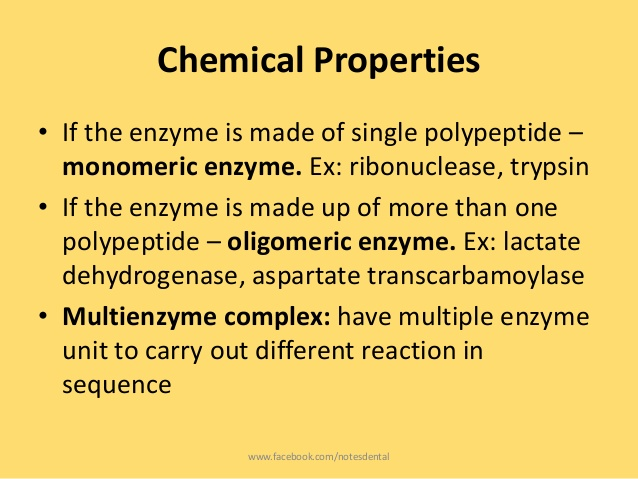 Chemical Properties
• If the enzyme is made of single polypeptide –
monomeric enzyme. Ex: ribonuclease, trypsin
• If the enzyme is made up of more than one
polypeptide – oligomeric enzyme. Ex: lactate
dehydrogenase, aspartate transcarbamoylase
• Multienzyme complex: have multiple enzyme
unit to carry out different reaction in
sequence
www.facebook.com/notesdental